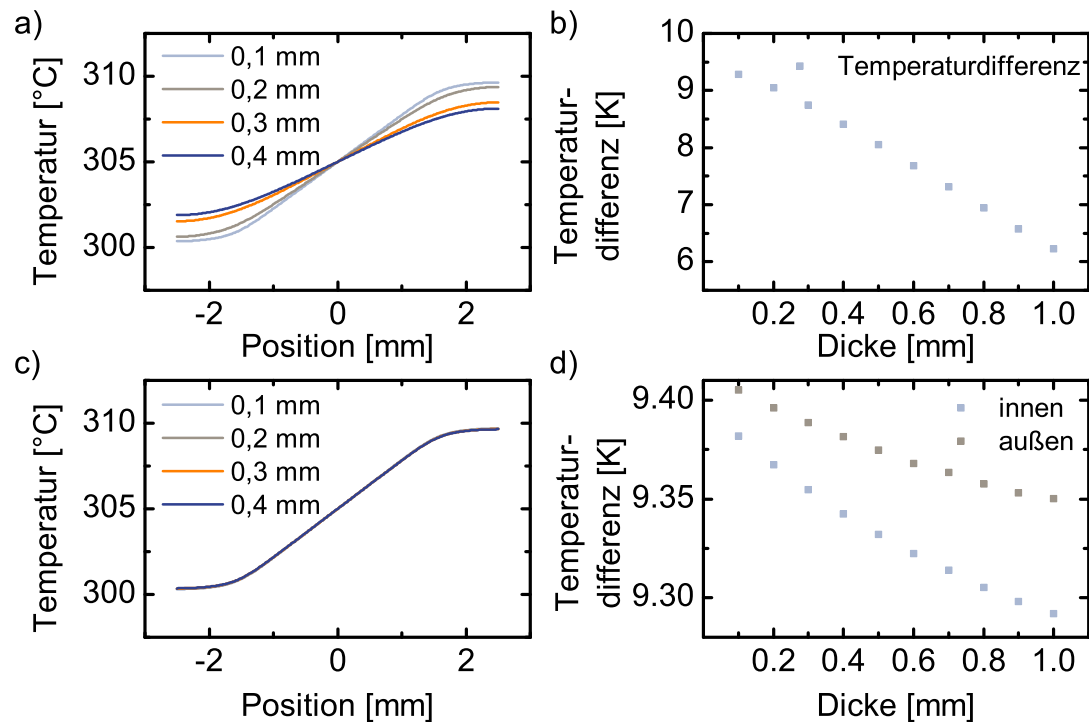 a)
Temperatur [°C]
310
305
300
0,1 mm
0,2 mm
0,3 mm
0,4 mm
-2 0 2
Position [mm]
b)
Temperatur-
differenz [K]
10
9
8
7
6
Temperaturdifferenz
0.2 0.4 0.6 0.8 1.0
Dicke [mm]
c)
Temperatur [°C]
310
305
300
0,1 mm
0,2 mm
0,3 mm
0,4 mm
-2 0 2
Position [mm]
d)
Temperatur-
differenz [K]
9.40
9.35
9.30
innen
außen
0.2 0.4 0.6 0.8 1.0
Dicke [mm]